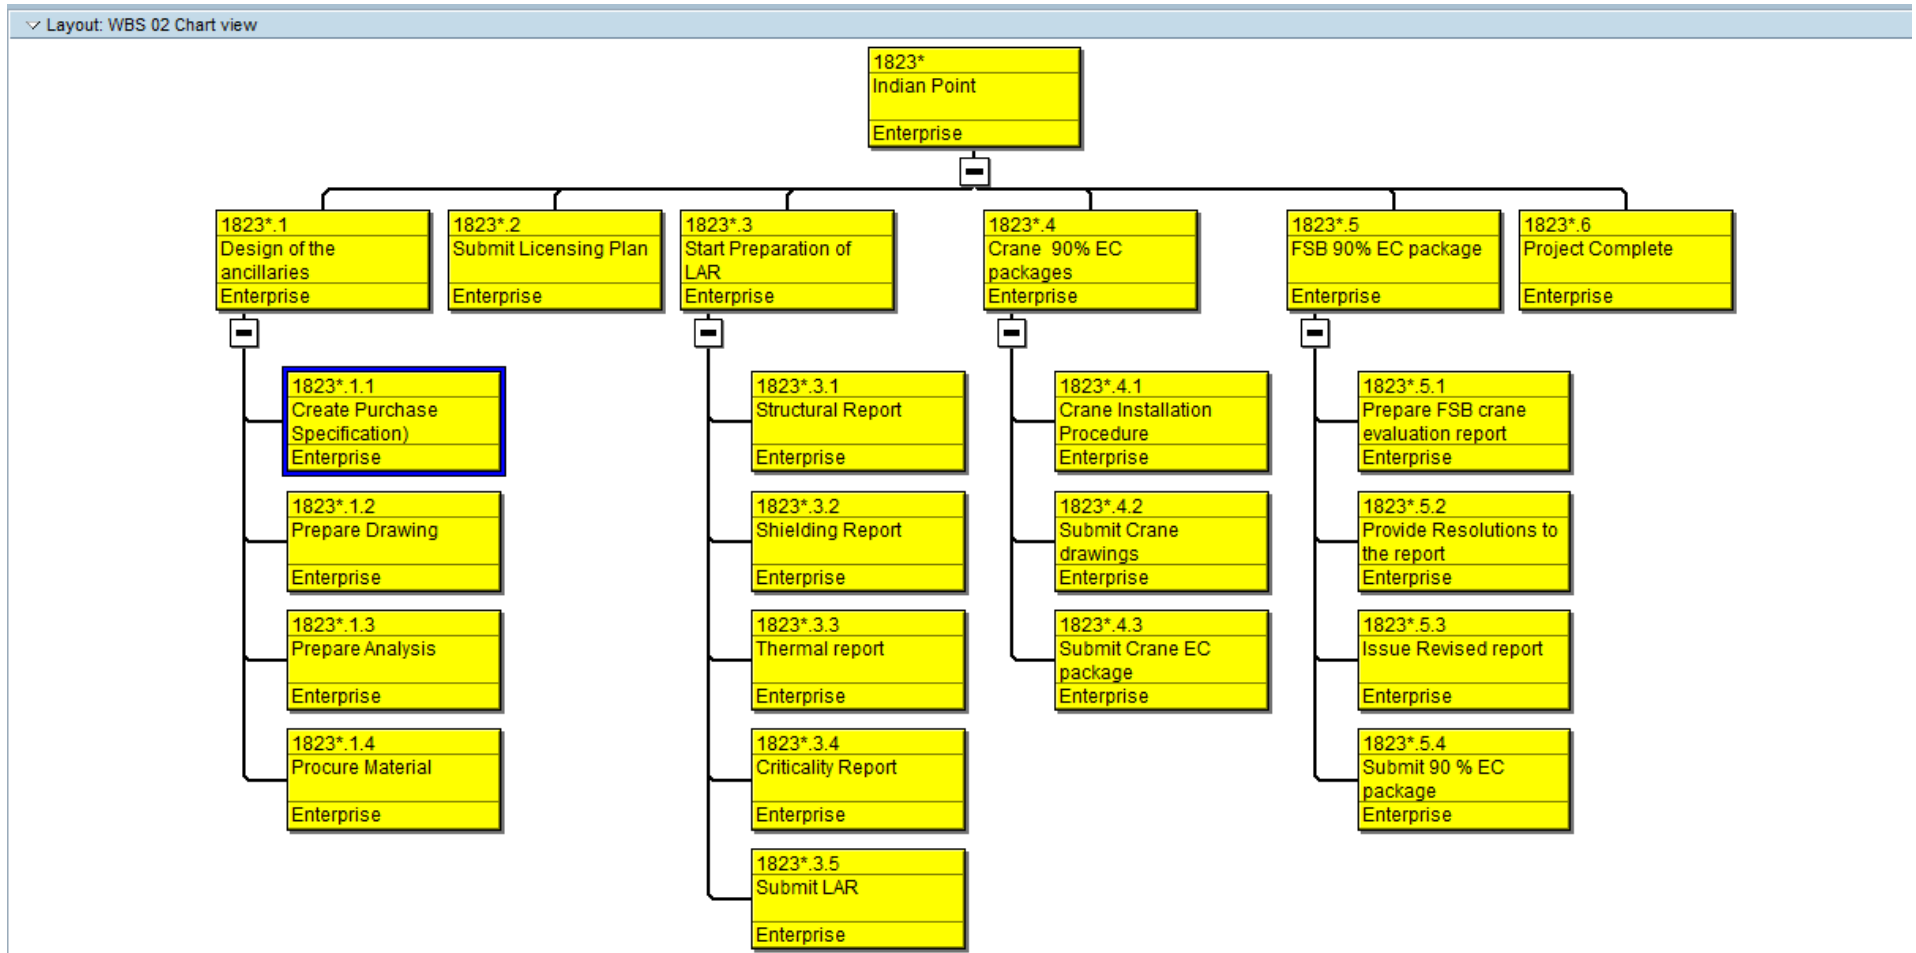 Layout: WBS 02 Chart view
1823*
Indian Point
Enterprise
1823*.1
Design of the
ancillaries
Enterprise
1823*.2
Submit Licensing Plan
Enterprise
1823*.3
Start Preparation of
LAR
Enterprise
1823*.4
Crane  90% EC
packages
Enterprise
1823*.5
FSB 90% EC package
Enterprise
1823*.6
Project Complete
Enterprise
1823*.1.1
Create Purchase
Specification)
Enterprise
1823*.1.2
Prepare Drawing
Enterprise
1823*.1.3
Prepare Analysis
Enterprise
1823*.1.4
Procure Material
Enterprise
1823*.3.1
Structural Report
Enterprise
1823*.3.2
Shielding Report
Enterprise
1823*.3.3
Thermal report
Enterprise
1823*.3.4
Criticality Report
Enterprise
1823*.3.5
Submit LAR
Enterprise
1823*.4.1
Crane Installation
Procedure
Enterprise
1823*.4.2
Submit Crane
drawings
Enterprise
1823*.4.3
Submit Crane EC
package
Enterprise
1823*.5.1
Prepare FSB crane
evaluation report
Enterprise
1823*.5.2
Provide Resolutions to
the report
Enterprise
1823*.5.3
Issue Revised report
Enterprise
1823*.5.4
Submit 90 % EC
package
Enterprise